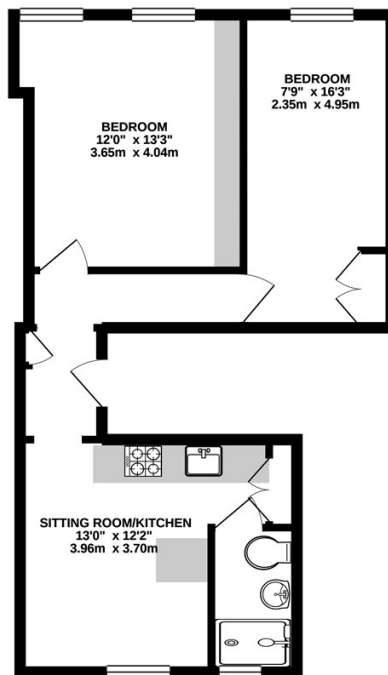 BEDROOM
12'0" x 13'3"
3.65m x 4.04m
BEDROOM
7'9" x 16'3"
2.35m x 4.95m
SITTING ROOM/KITCHEN
13'0" x 12'2"
3.96m x 3.70m